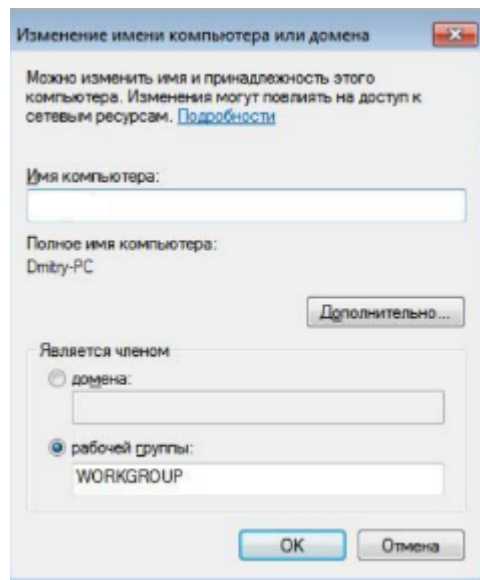 Изменение имени компьютера или домена
Можно изменить имя и принадлежность этого
компьютера. Изменения могут повлиять на доступ к
сетевым ресурсам. Подробности
Имя компьютера:
Полное имя компьютера:
Dmitry-PC
Дополнительно...
Является членом
домена:
рабочей группы:
WORKGROUP
OK Отмена